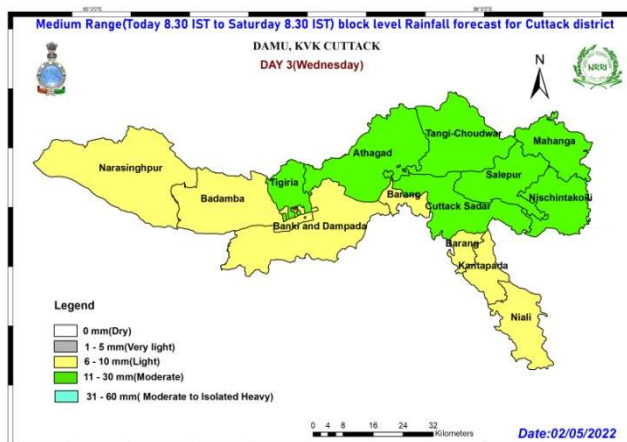 Medium Range(Today 8.30 IST to Saturday 8.30 IST) block level Rainfall forecast for Cuttack district
DAMU, KVK CUTTACK
DAY 3(Wednesday)
N
NRRI
Tangi-Choudwar
Mahanga
Athagad
Narasinghpur
Salepur
Tigiria
Badamba
Barang
Nischintakoili
Cuttack Sadar
Banki and Dampada
Barang
Kantapada
Niali
Legend
0 mm(Dry)
1 - 5 mm(Very light)
6 - 10 mm(Light)
11 - 30 mm(Moderate)
31 - 60 mm( Moderate to Isolated Heavy)
0 4 8 16 24 32
Kilometers
Date:02/05/2022